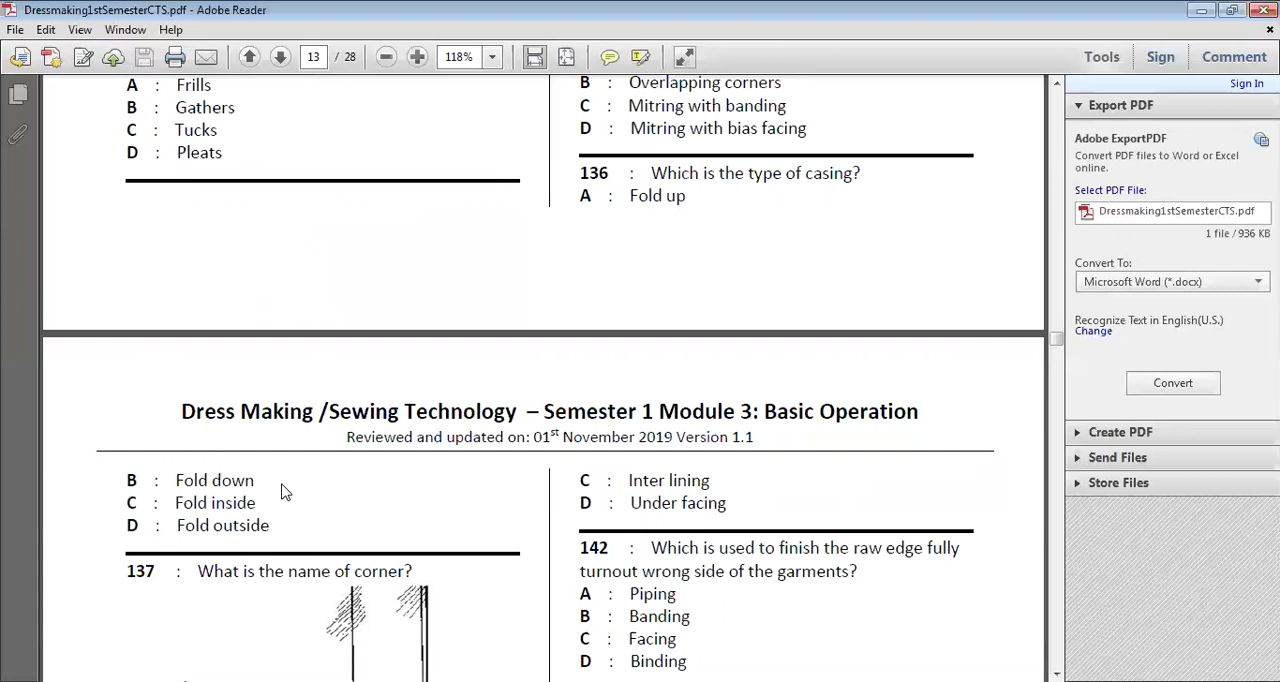 Dressmaking1stSemesterCTS.pdf - Adobe Reader
File Edit View Window Help
13 / 28 118% Tools Sign Comment
A : Frills
B : Gathers
C : Tucks
D : Pleats
B : Overlapping corners
C : Mitring with banding
D : Mitring with bias facing
136 : Which is the type of casing?
A : Fold up
Dress Making /Sewing Technology – Semester 1 Module 3: Basic Operation
Reviewed and updated on: 01st November 2019 Version 1.1
B : Fold down
C : Fold inside
D : Fold outside
137 : What is the name of corner?
C : Inter lining
D : Under facing
142 : Which is used to finish the raw edge fully
turnout wrong side of the garments?
A : Piping
B : Banding
C : Facing
D : Binding
Sign In
Export PDF
Adobe ExportPDF
Convert PDF files to Word or Excel
online.
Select PDF File:
Dressmaking1stSemesterCTS.pdf
1 file / 936 KB
Convert To:
Microsoft Word (*.docx)
Recognize Text in English(U.S.)
Change
Convert
Create PDF
Send Files
Store Files